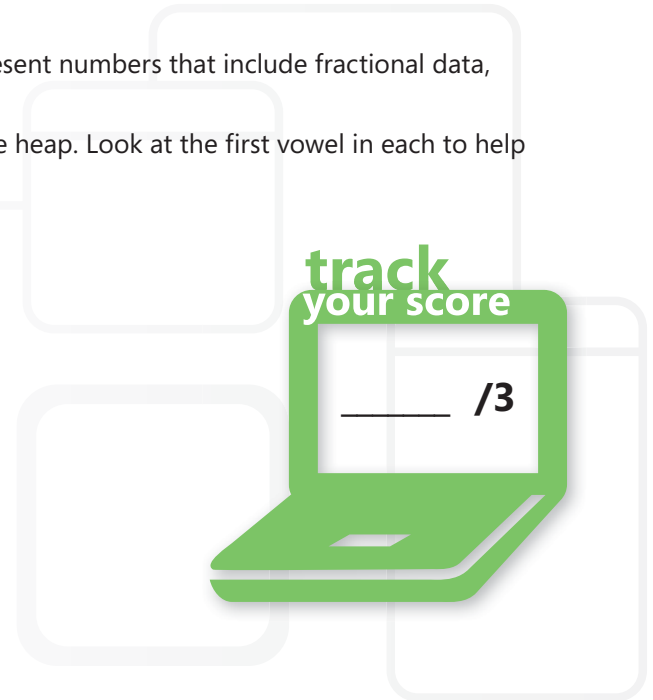 esent numbers that include fractional data,
e heap. Look at the first vowel in each to help
track
your score
_______ /3